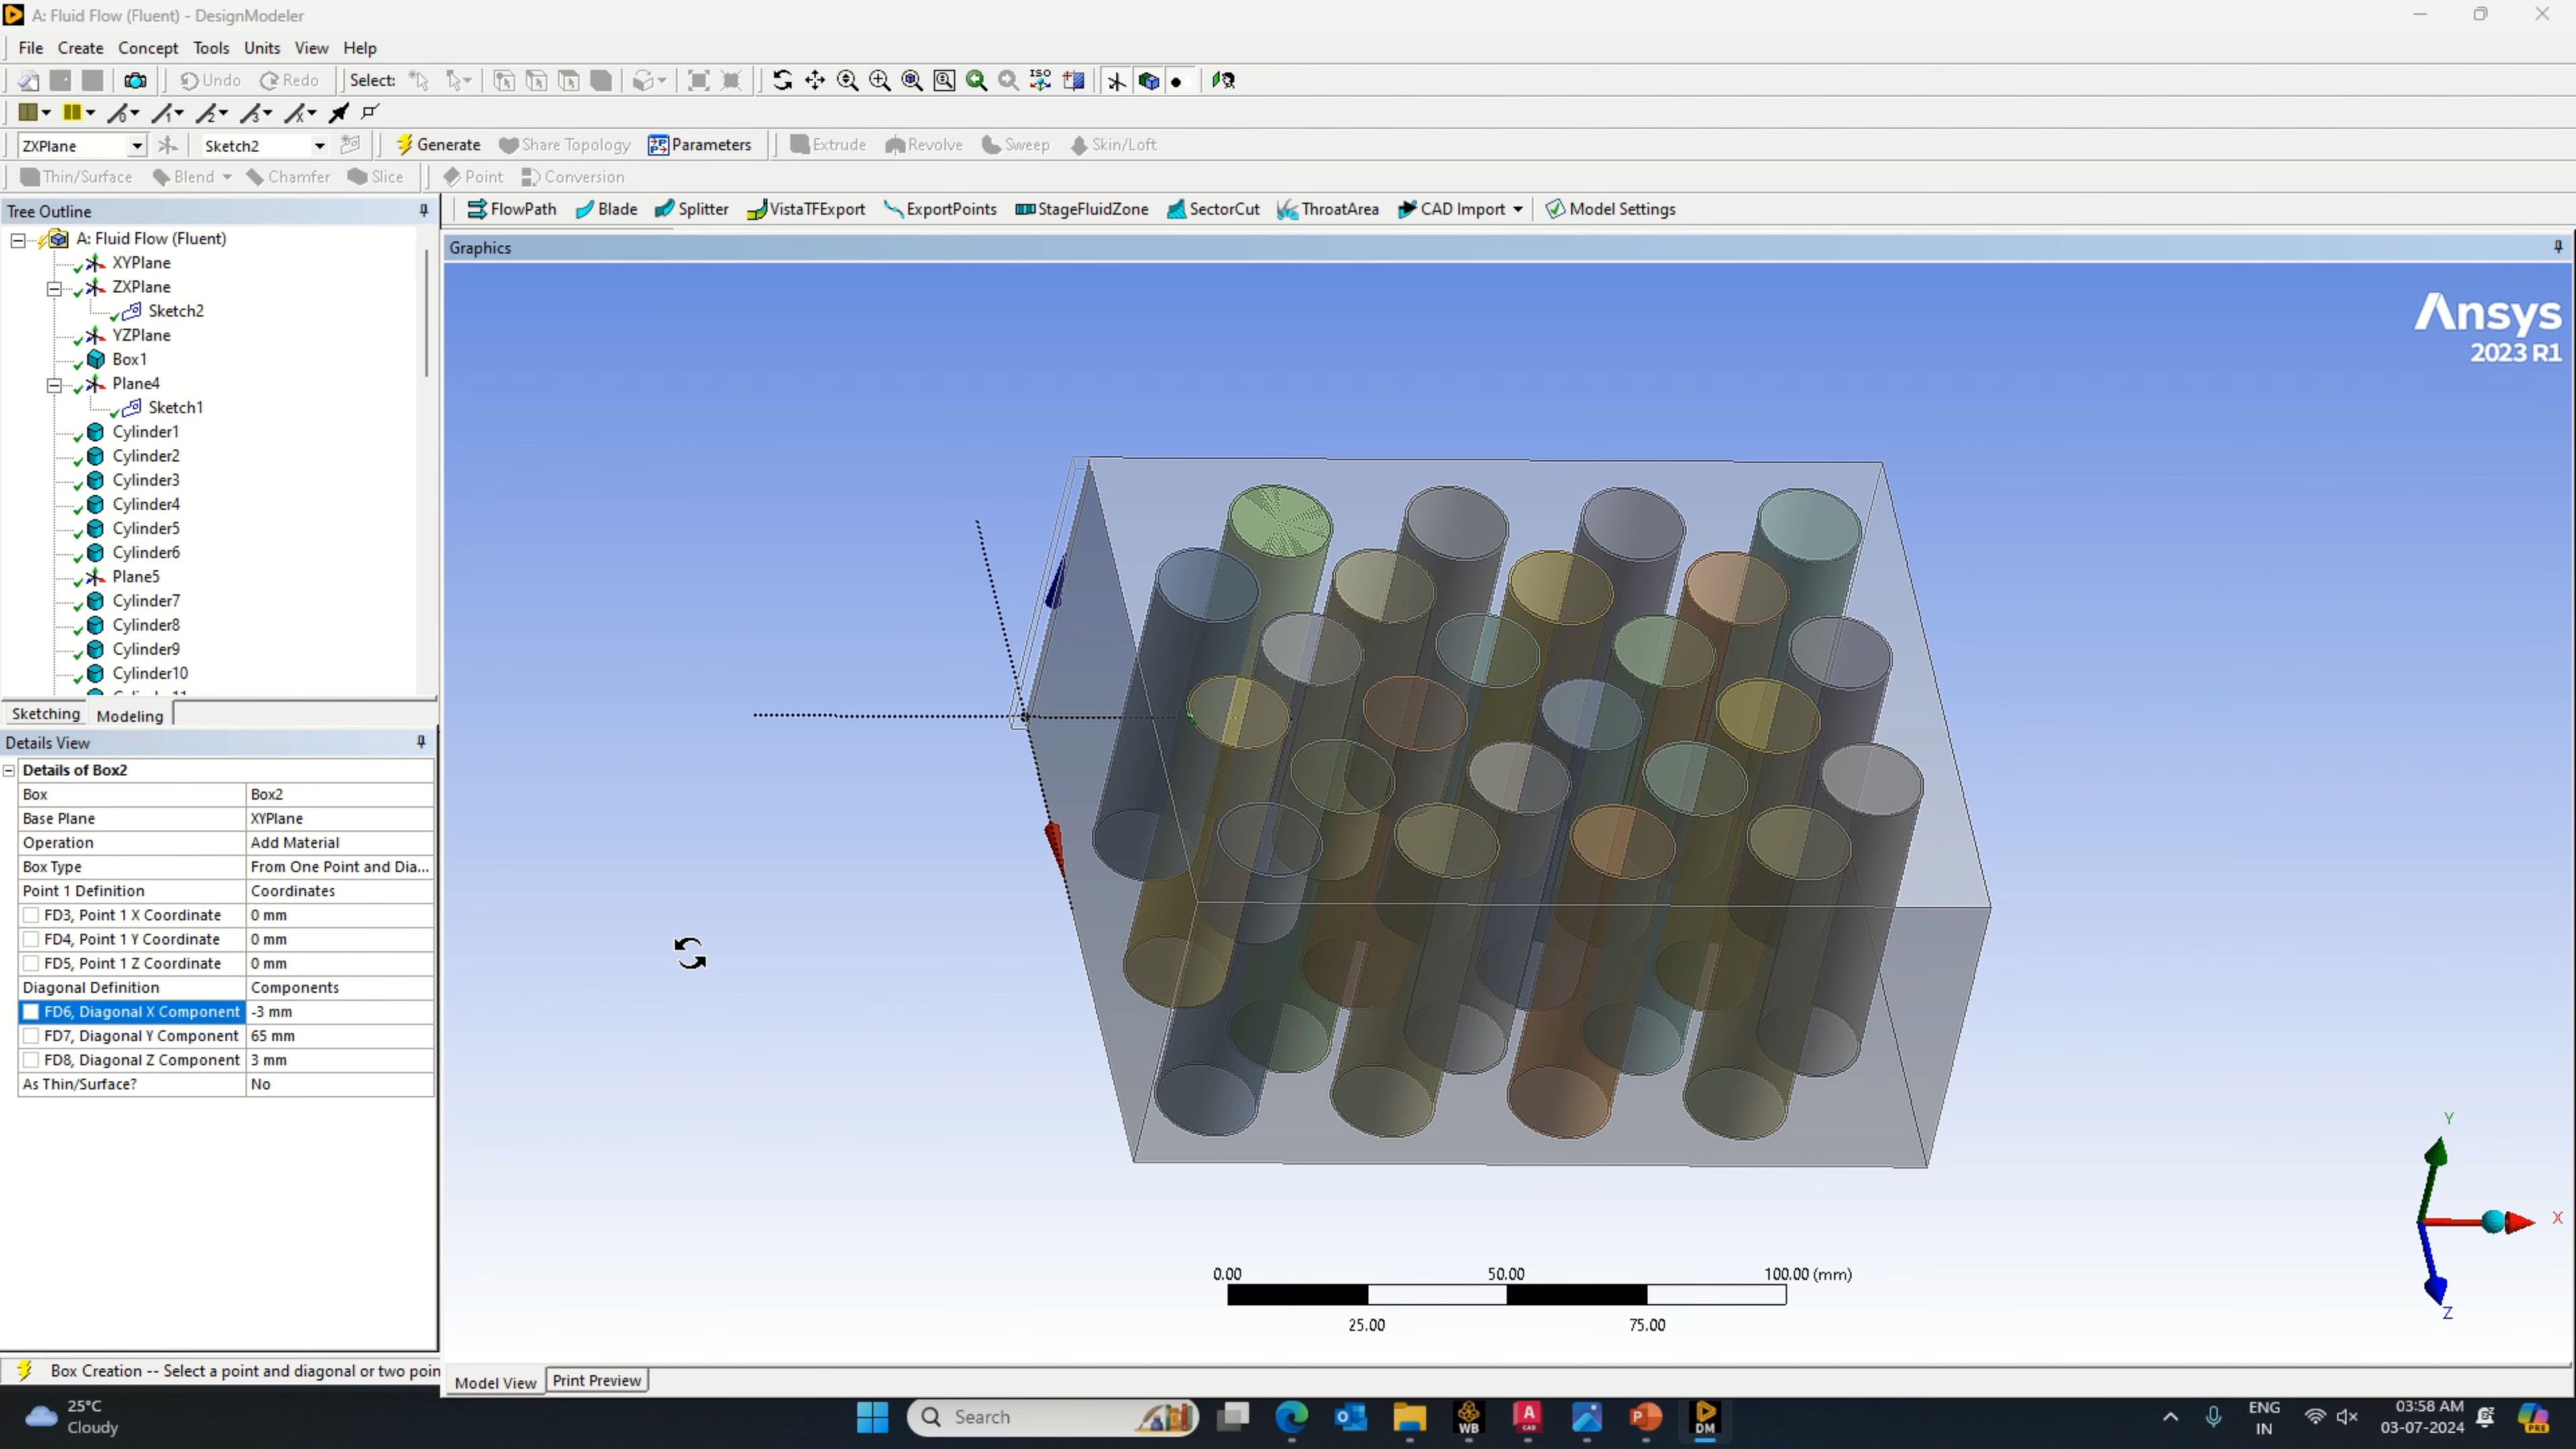 A: Fluid Flow (Fluent) - DesignModeler
File Create Concept Tools Units View Help
Undo Redo Select: ISO
ZXPlane Sketch2 Generate Share Topology Parameters Extrude Revolve Sweep Skin/Loft
Thin/Surface Blend Chamfer Slice Point Conversion
FlowPath Blade Splitter VistaTFExport ExportPoints StageFluidZone SectorCut ThroatArea CAD Import Model Settings
Tree Outline
A: Fluid Flow (Fluent)
XYPlane
ZXPlane
Sketch2
YZPlane
Box1
Plane4
Sketch1
Cylinder1
Cylinder2
Cylinder3
Cylinder4
Cylinder5
Cylinder6
Plane5
Cylinder7
Cylinder8
Cylinder9
Cylinder10
Sketching Modeling
Details View
Details of Box2
Box Box2
Base Plane XYPlane
Operation Add Material
Box Type From One Point and Dia...
Point 1 Definition Coordinates
FD3, Point 1 X Coordinate 0 mm
FD4, Point 1 Y Coordinate 0 mm
FD5, Point 1 Z Coordinate 0 mm
Diagonal Definition Components
FD6, Diagonal X Component -3 mm
FD7, Diagonal Y Component 65 mm
FD8, Diagonal Z Component 3 mm
As Thin/Surface? No
Box Creation -- Select a point and diagonal or two poin
Graphics
Ansys
2023 R1
Y
X
Z
0.00 50.00 100.00 (mm)
25.00 75.00
Model View Print Preview
25°C
Cloudy
Search
WB
A
CAD
P
DM
ENG
IN
03:58 AM
03-07-2024
PRE